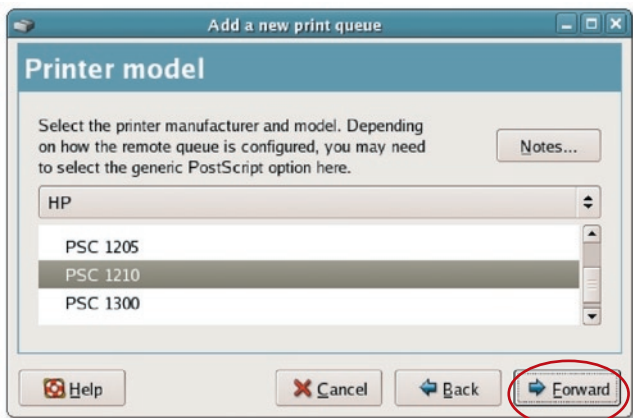 Add a new print queue
Printer model
Select the printer manufacturer and model. Depending
on how the remote queue is configured, you may need
to select the generic PostScript option here.
Notes...
HP
PSC 1205
PSC 1210
PSC 1300
Help
Cancel
Back
Forward